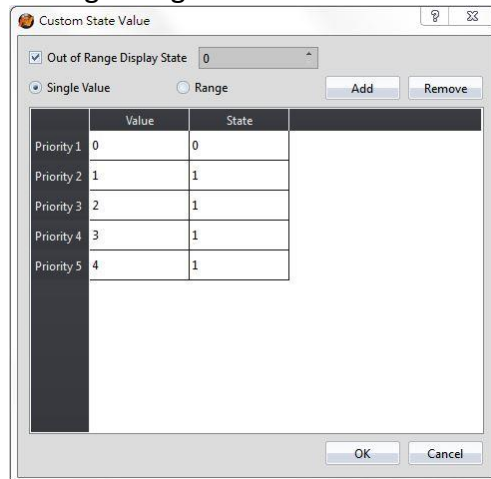 Custom State Value
Out of Range Display State 0
Single Value Range Add Remove
Value State
Priority 1 0 0
Priority 2 1 1
Priority 3 2 1
Priority 4 3 1
Priority 5 4 1
OK Cancel